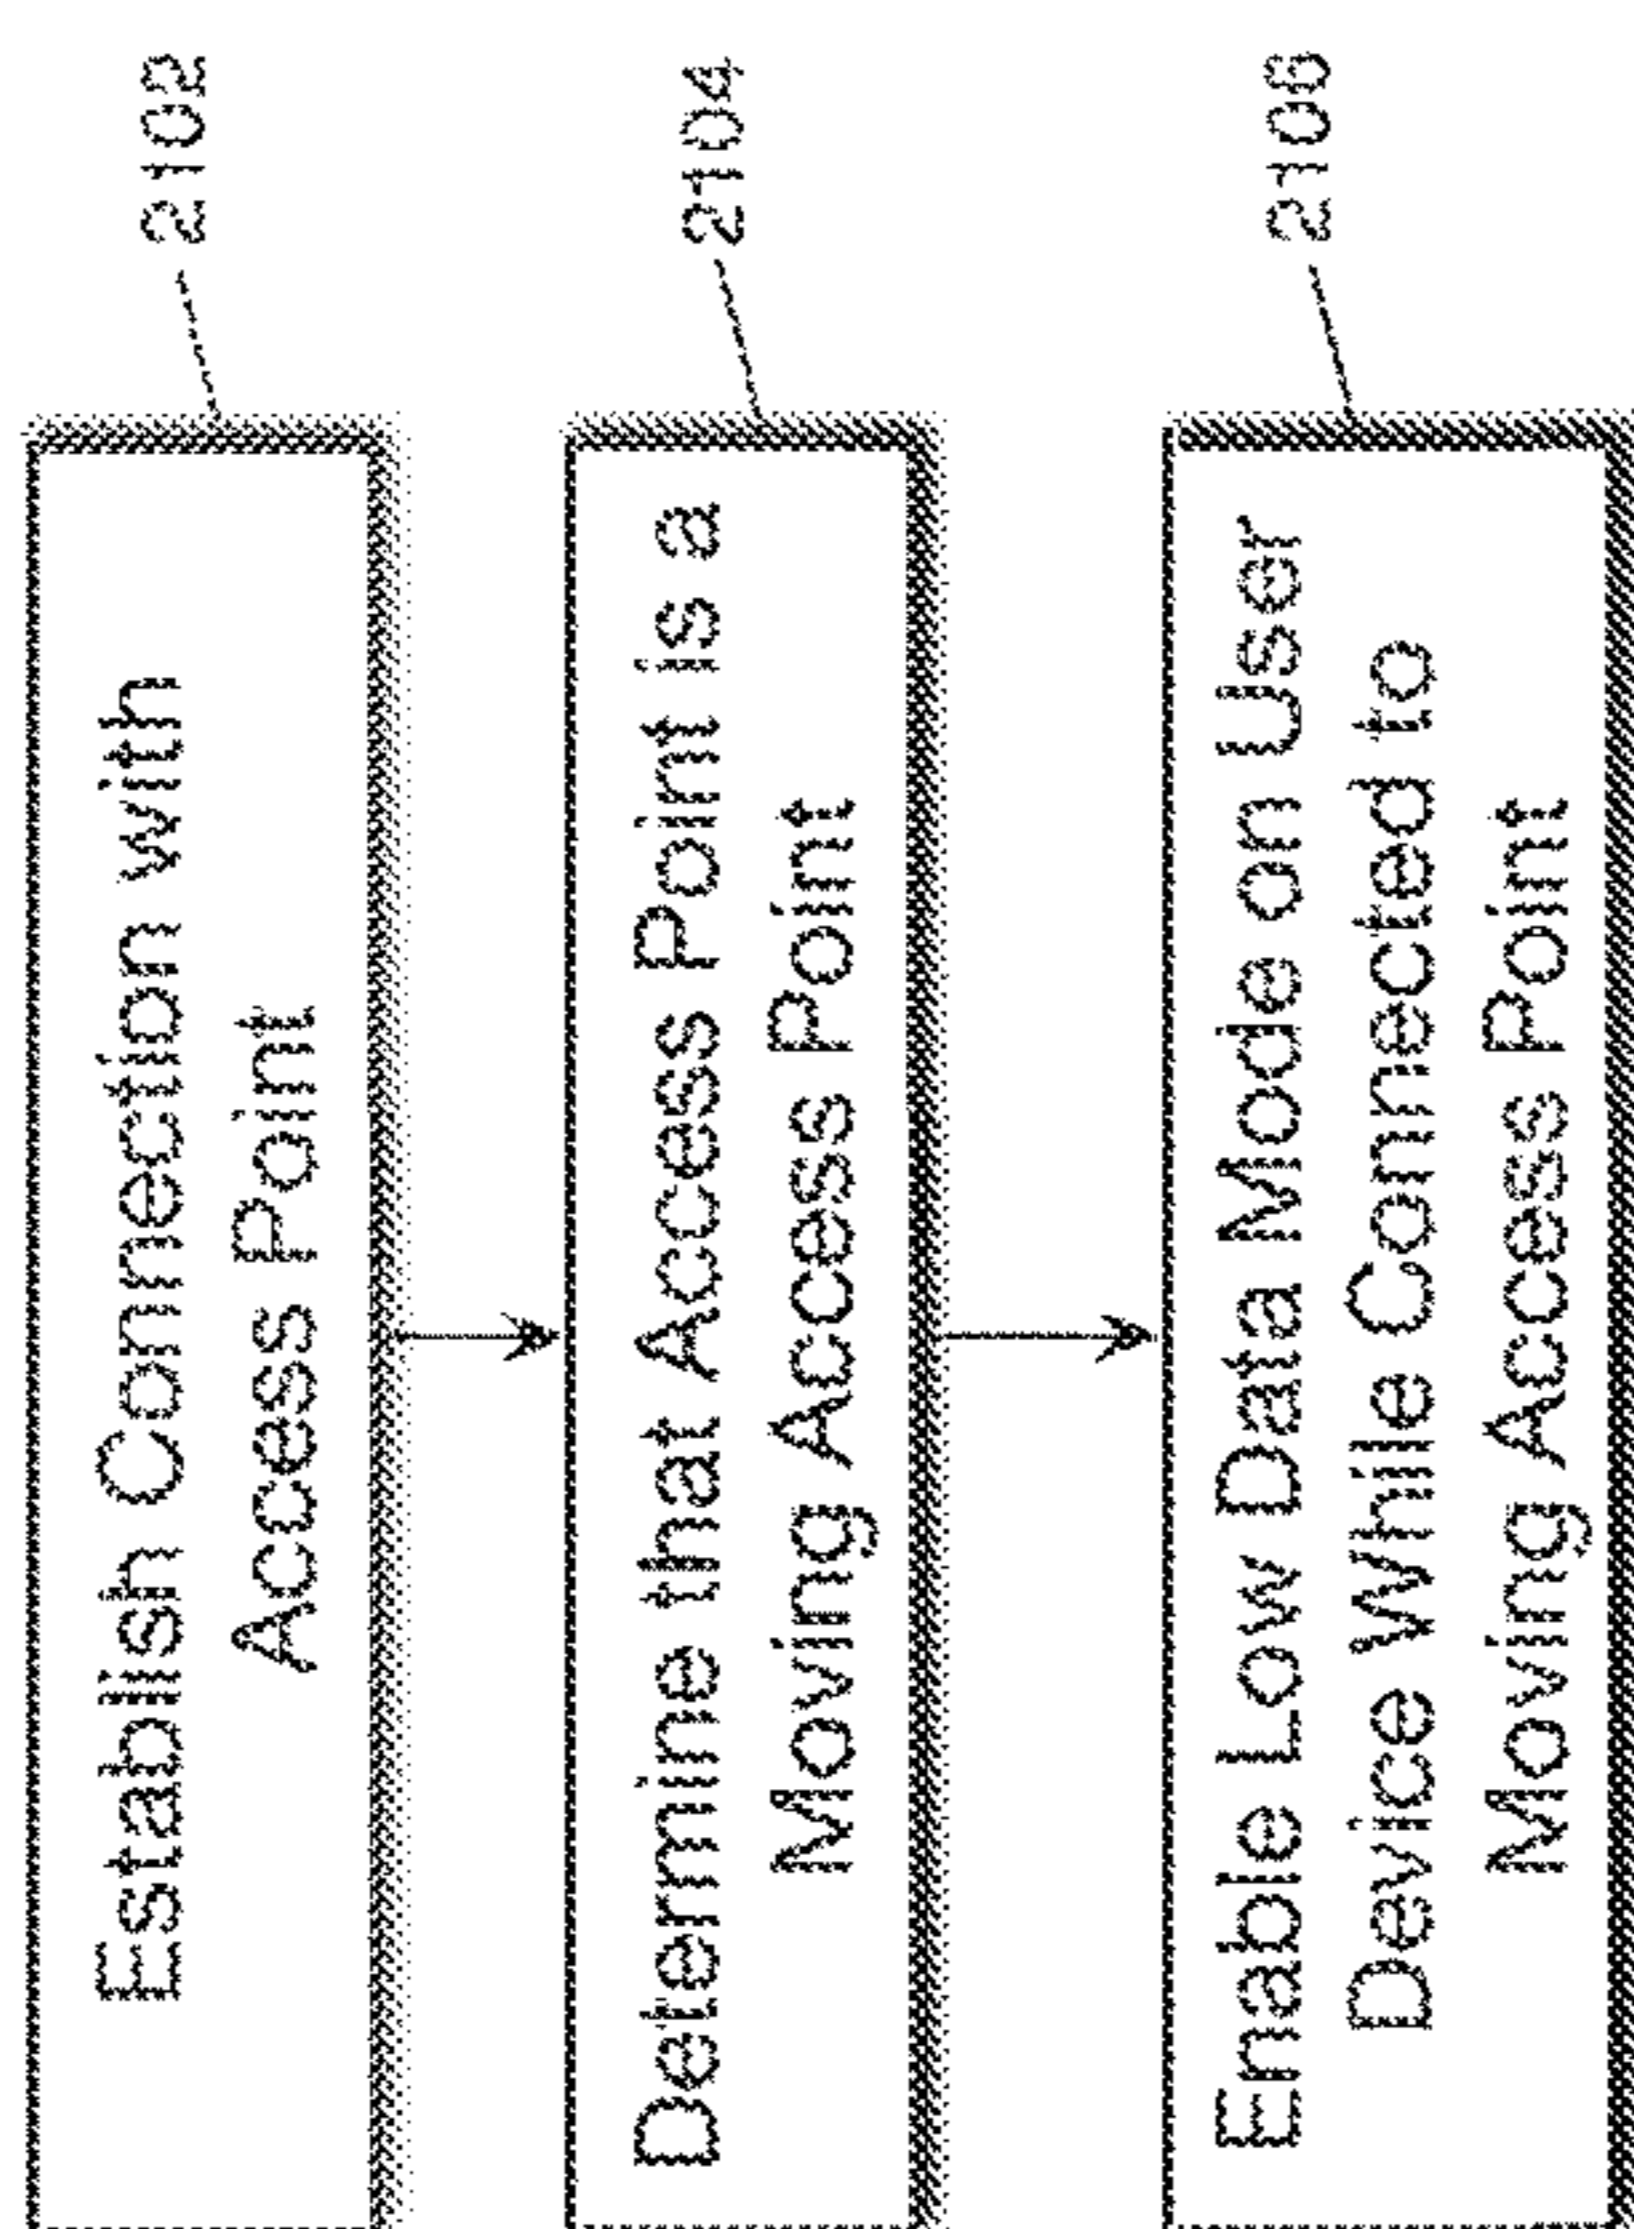 Establish Connection with
Access Point
2102
Determine that Access Point is a
Moving Access Point
2104
Enable Low Data Mode on User
Device While Connected to
Moving Access Point
2106